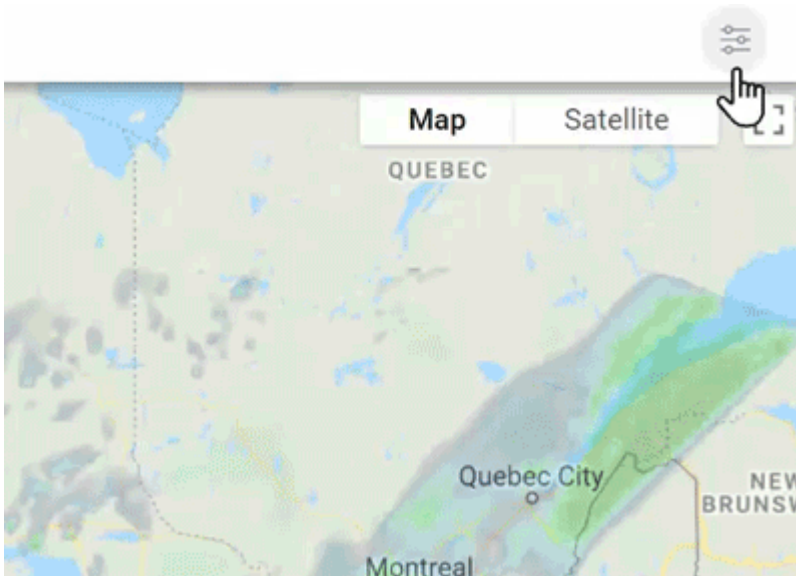 Map
Satellite
QUEBEC
Quebec City
NEW
BRUNSW
Montreal